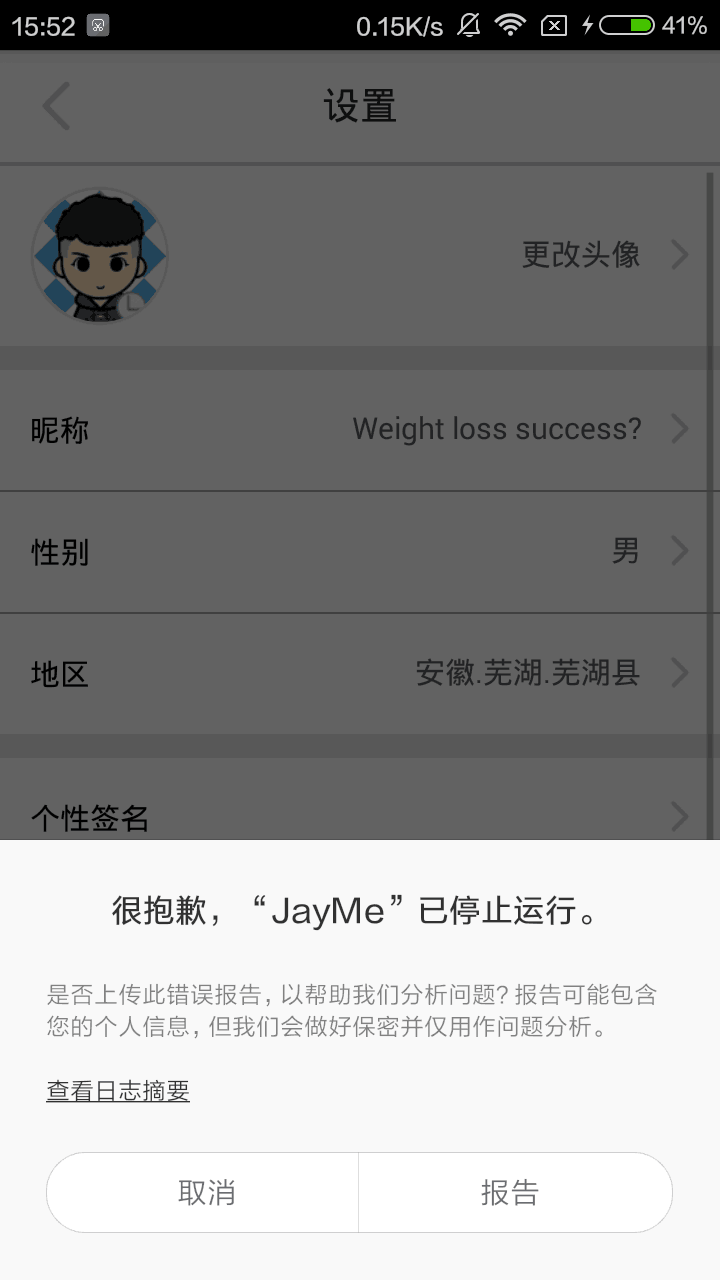 15:52 0.15K/s 41%
设置
更改头像
昵称 Weight loss success?
性别 男
地区 安徽.芜湖.芜湖县
个性签名
很抱歉，“JayMe”已停止运行。
是否上传此错误报告, 以帮助我们分析问题? 报告可能包含
您的个人信息, 但我们会做好保密并仅用作问题分析。
查看日志摘要
取消 报告